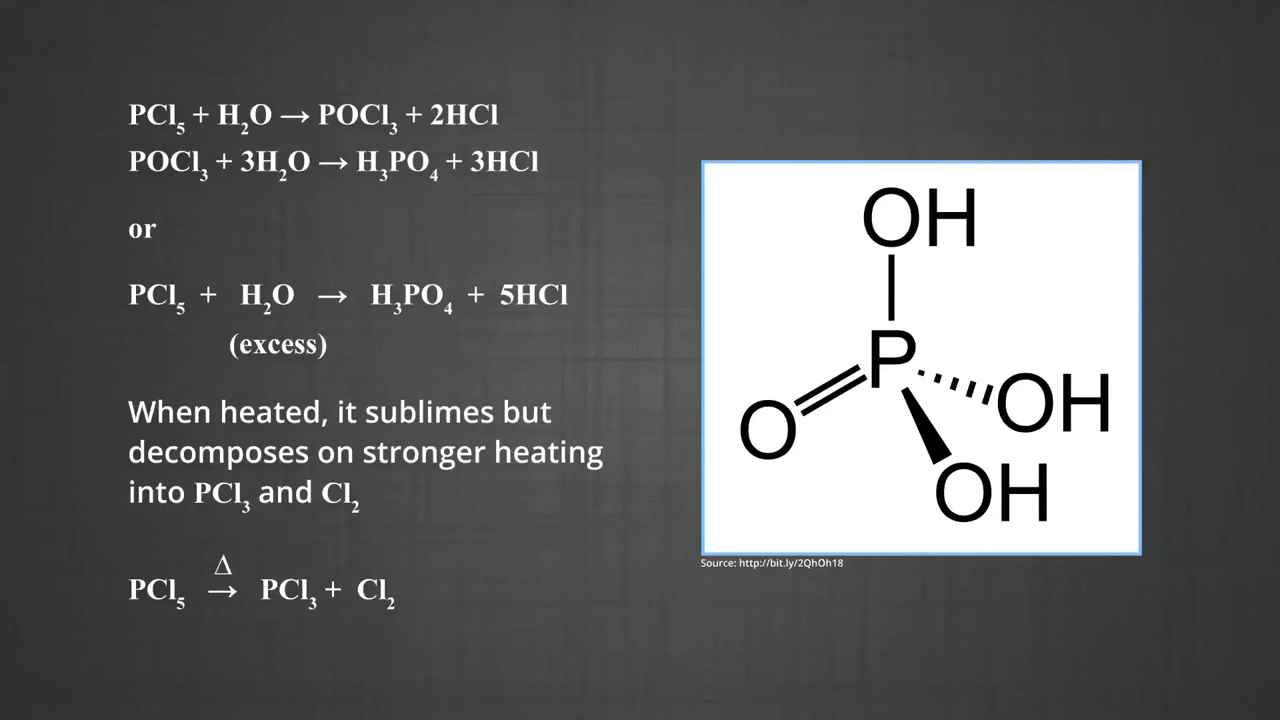 PCl₅ + H₂O → POCl₃ + 2HCl
POCl₃ + 3H₂O → H₃PO₄ + 3HCl
or
PCl₅ + H₂O → H₃PO₄ + 5HCl
(excess)
When heated, it sublimes but
decomposes on stronger heating
into PCl₃ and Cl₂
Δ
PCl₅ → PCl₃ + Cl₂
OH
P
O
OH
OH
Source: http://bit.ly/2QhOh18